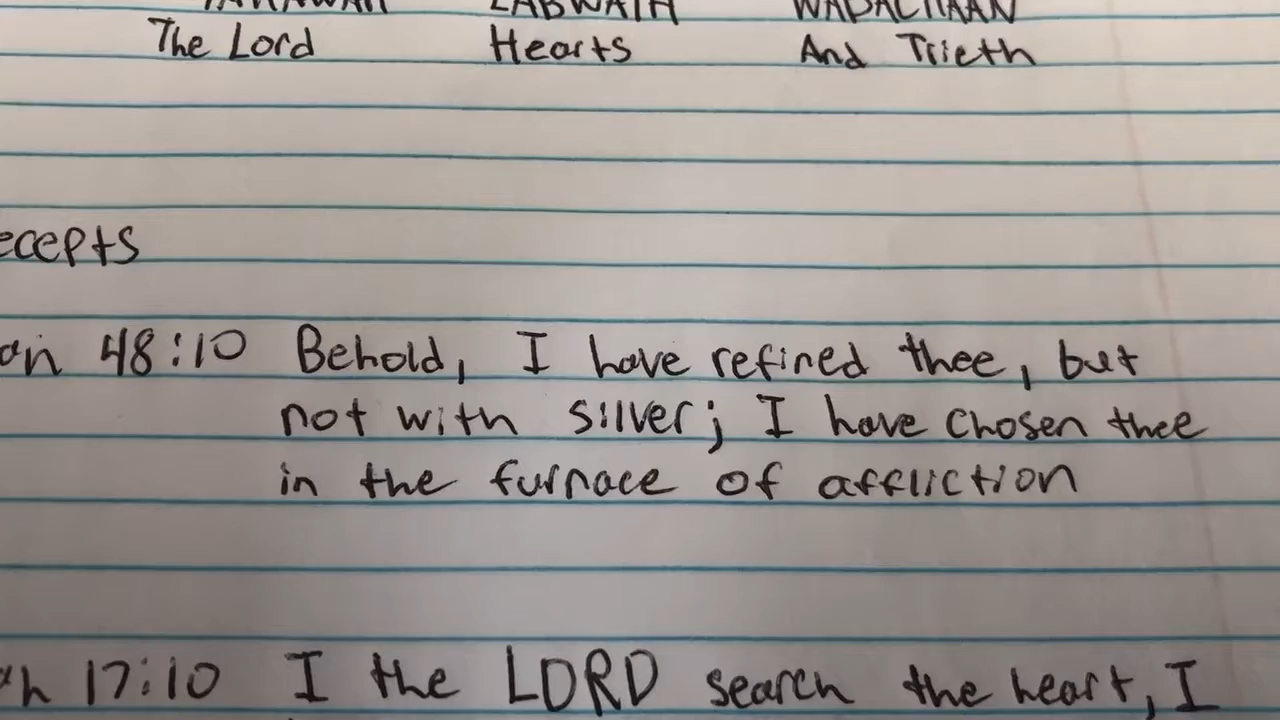 The Lord Hearts And Trieth
ecepts
48:10 Behold, I have refined thee, but
not with silver; I have chosen thee
in the furnace of affliction
17:10 I the LORD search the heart, I